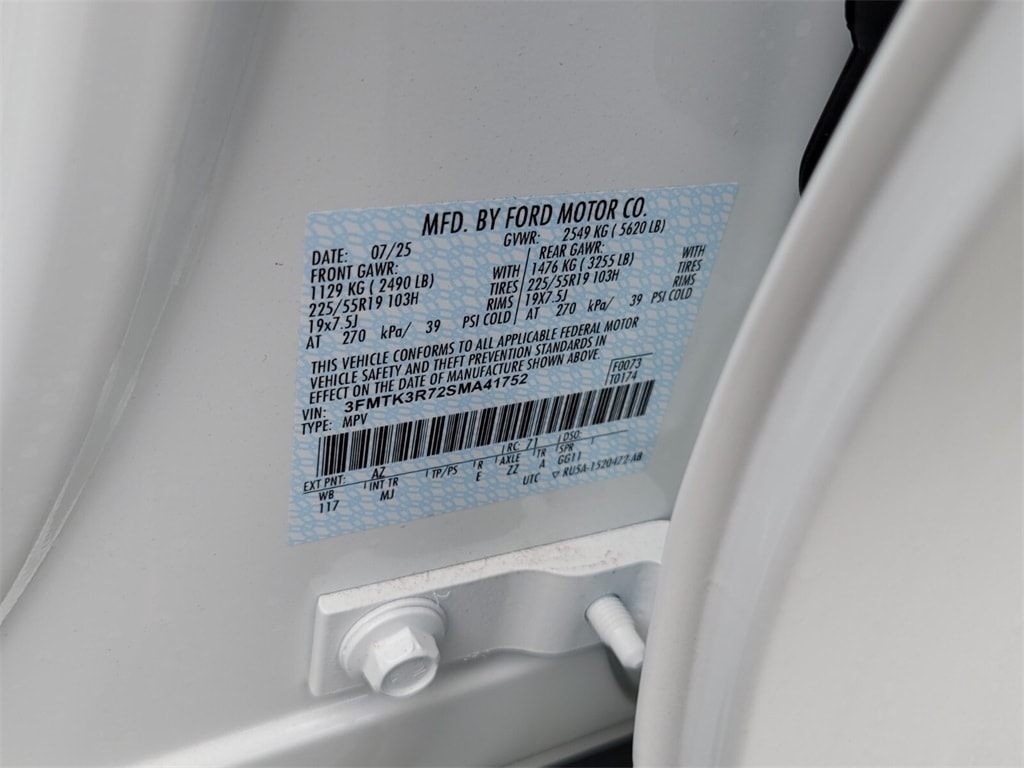 MFD. BY FORD MOTOR CO.
DATE: 07/25 GVWR: 2549 KG ( 5620 LB)
FRONT GAWR: REAR GAWR:
1129 KG ( 2490 LB) WITH 1476 KG ( 3255 LB) WITH
225/55R19 103H TIRES 225/55R19 103H TIRES
19x7.5J RIMS 19X7.5J RIMS
AT 270 kPa/ 39 PSI COLD AT 270 kPa/ 39 PSI COLD
THIS VEHICLE CONFORMS TO ALL APPLICABLE FEDERAL MOTOR
VEHICLE SAFETY AND THEFT PREVENTION STANDARDS IN
EFFECT ON THE DATE OF MANUFACTURE SHOWN ABOVE.
VIN: 3FMTK3R72SMA41752 F0073
TYPE: MPV T0174
EXT PNT: AZ RC: 71 DSO:
WB INT TR TP/PS R AXLE TR SPR
117 MJ E ZZ A GG11
UTC ▽ RU5A-1520472-AB